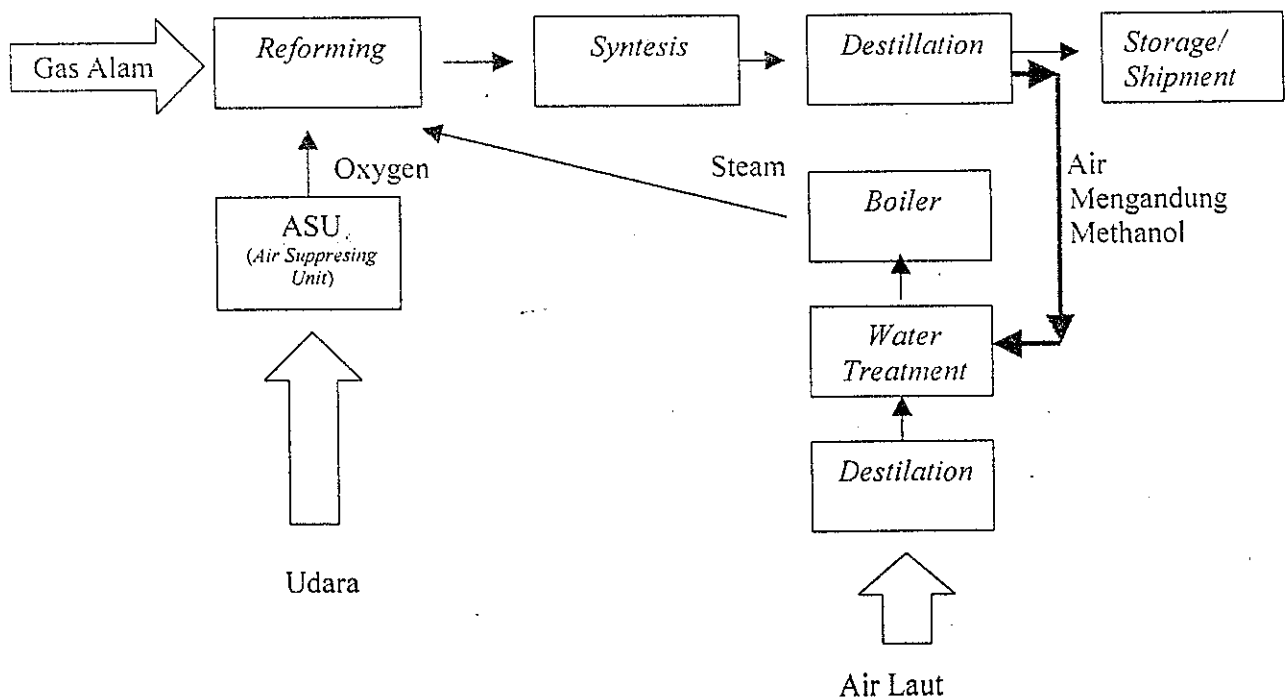 Gas Alam
Reforming
Syntesis
Destillation
Storage/
Shipment
Oxygen
Steam
Air
Mengandung
Methanol
ASU
(Air Suppresing
Unit)
Boiler
Water
Treatment
Destilation
Udara
Air Laut